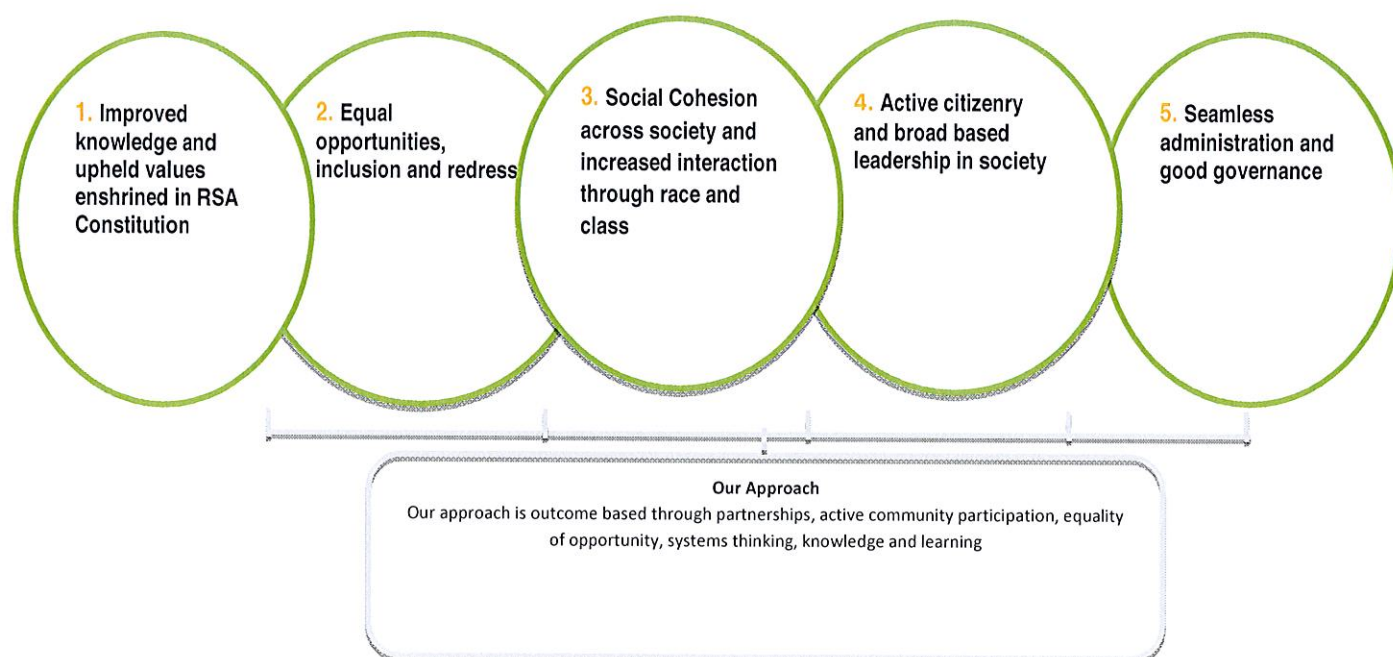 1. Improved
knowledge and
upheld values
enshrined in RSA
Constitution
2. Equal
opportunities,
inclusion and redress
3. Social Cohesion
across society and
increased interaction
through race and
class
4. Active citizenry
and broad based
leadership in society
5. Seamless
administration and
good governance
Our Approach
Our approach is outcome based through partnerships, active community participation, equality
of opportunity, systems thinking, knowledge and learning